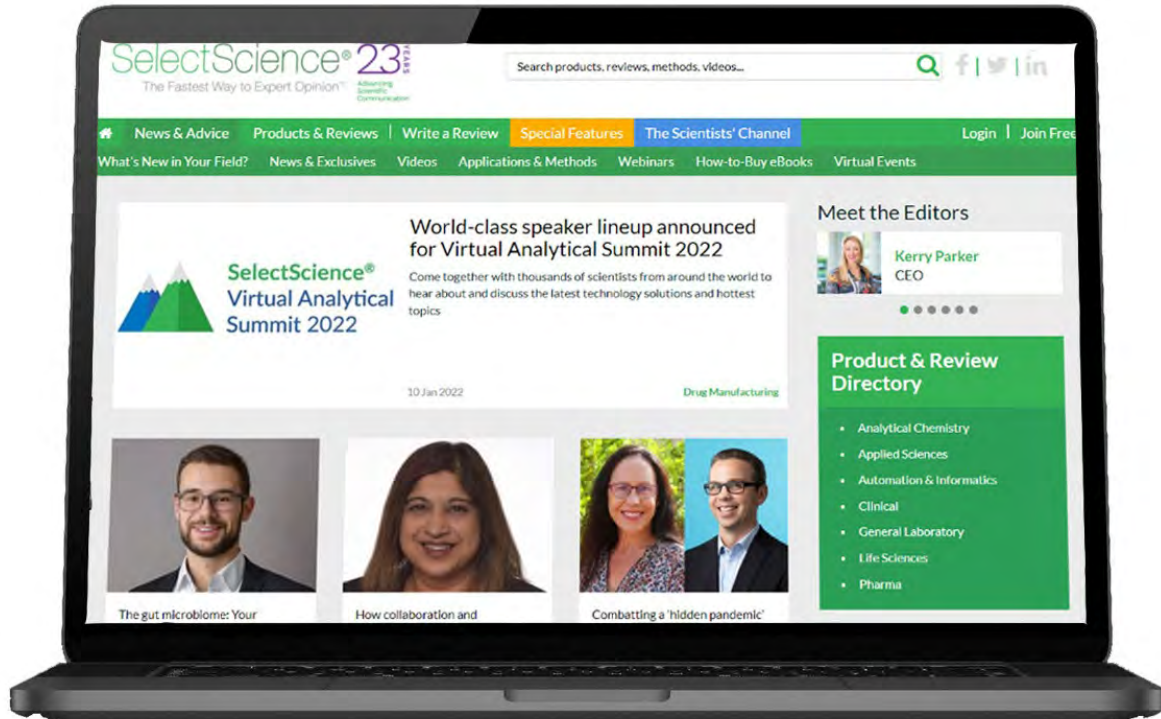 SelectScience® 23 YEARS
The Fastest Way to Expert Opinion™
Advancing
Scientific
Communication
Search products, reviews, methods, videos...
f | | in
News & Advice Products & Reviews | Write a Review Special Features The Scientists' Channel Login | Join Free
What's New in Your Field? News & Exclusives Videos Applications & Methods Webinars How-to-Buy eBooks Virtual Events
SelectScience®
Virtual Analytical
Summit 2022
World-class speaker lineup announced
for Virtual Analytical Summit 2022
Come together with thousands of scientists from around the world to
hear about and discuss the latest technology solutions and hottest
topics
10 Jan 2022 Drug Manufacturing
Meet the Editors
Kerry Parker
CEO
Product & Review
Directory
Analytical Chemistry
Applied Sciences
Automation & Informatics
Clinical
General Laboratory
Life Sciences
Pharma
The gut microbiome: Your
How collaboration and
Combatting a 'hidden pandemic'